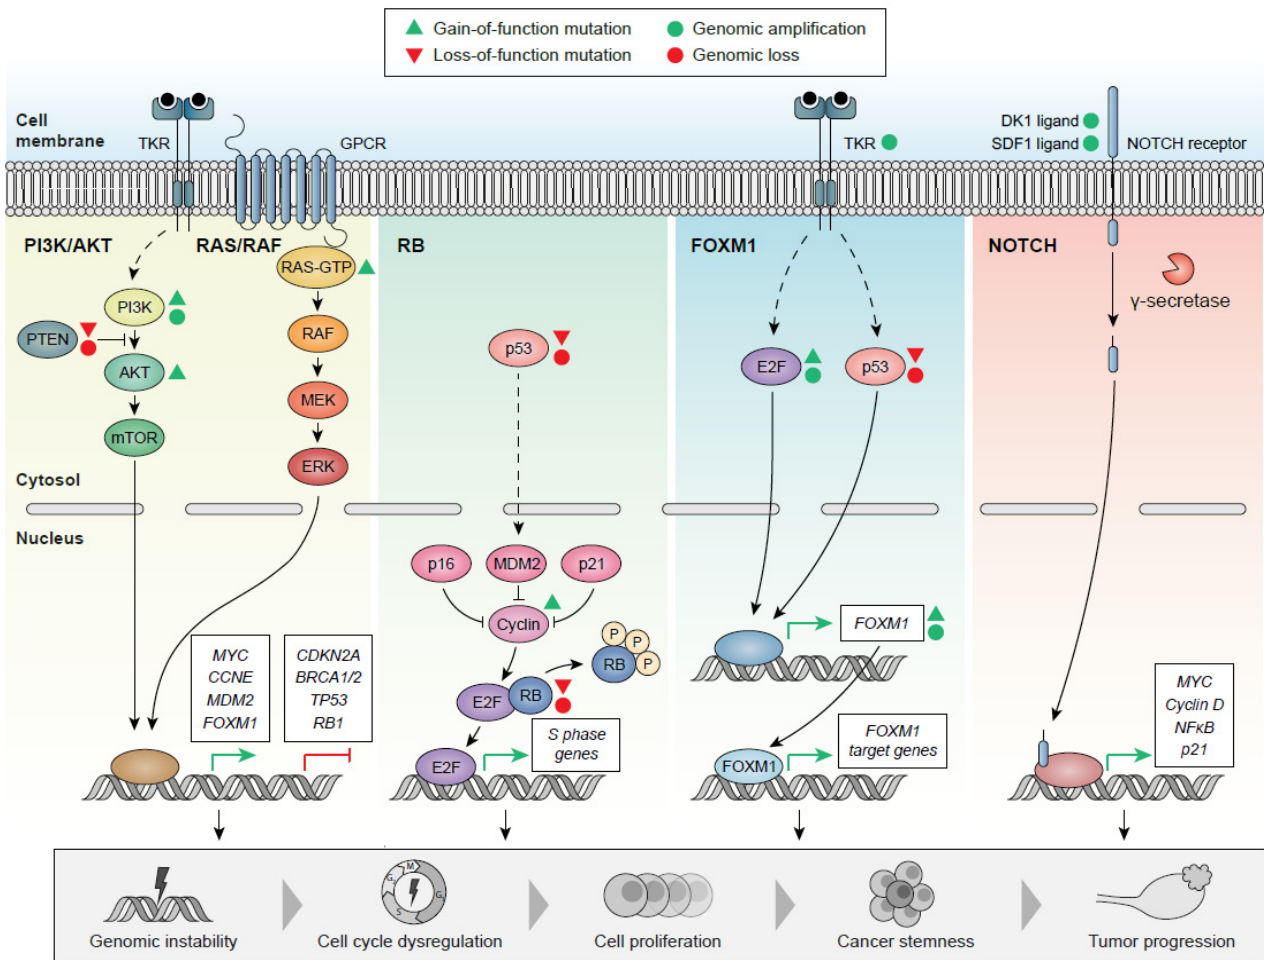 Gain-of-function mutation
Genomic amplification
Loss-of-function mutation
Genomic loss
Cell
membrane
TKR
GPCR
TKR
DK1 ligand
SDF1 ligand
NOTCH receptor
PI3K/AKT
RAS/RAF
RB
FOXM1
NOTCH
RAS-GTP
PI3K
PTEN
RAF
AKT
MEK
mTOR
ERK
p53
E2F
p53
γ-secretase
Cytosol
Nucleus
p16
MDM2
p21
Cyclin
P
P
P
RB
E2F
RB
E2F
S phase
genes
MYC
CCNE
MDM2
FOXM1
CDKN2A
BRCA1/2
TP53
RB1
FOXM1
FOXM1
FOXM1
target genes
MYC
Cyclin D
NFκB
p21
M
G1
S
G2
Genomic instability
Cell cycle dysregulation
Cell proliferation
Cancer stemness
Tumor progression